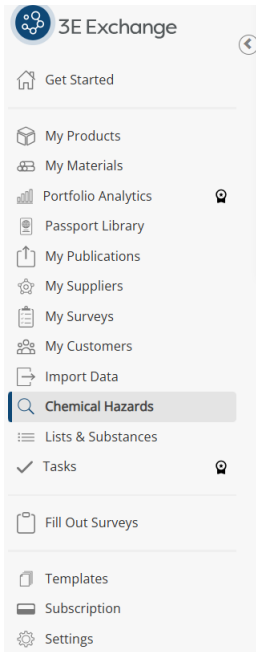 3E Exchange
Get Started
My Products
My Materials
Portfolio Analytics
Passport Library
My Publications
My Suppliers
My Surveys
My Customers
Import Data
Chemical Hazards
Lists & Substances
Tasks
Fill Out Surveys
Templates
Subscription
Settings